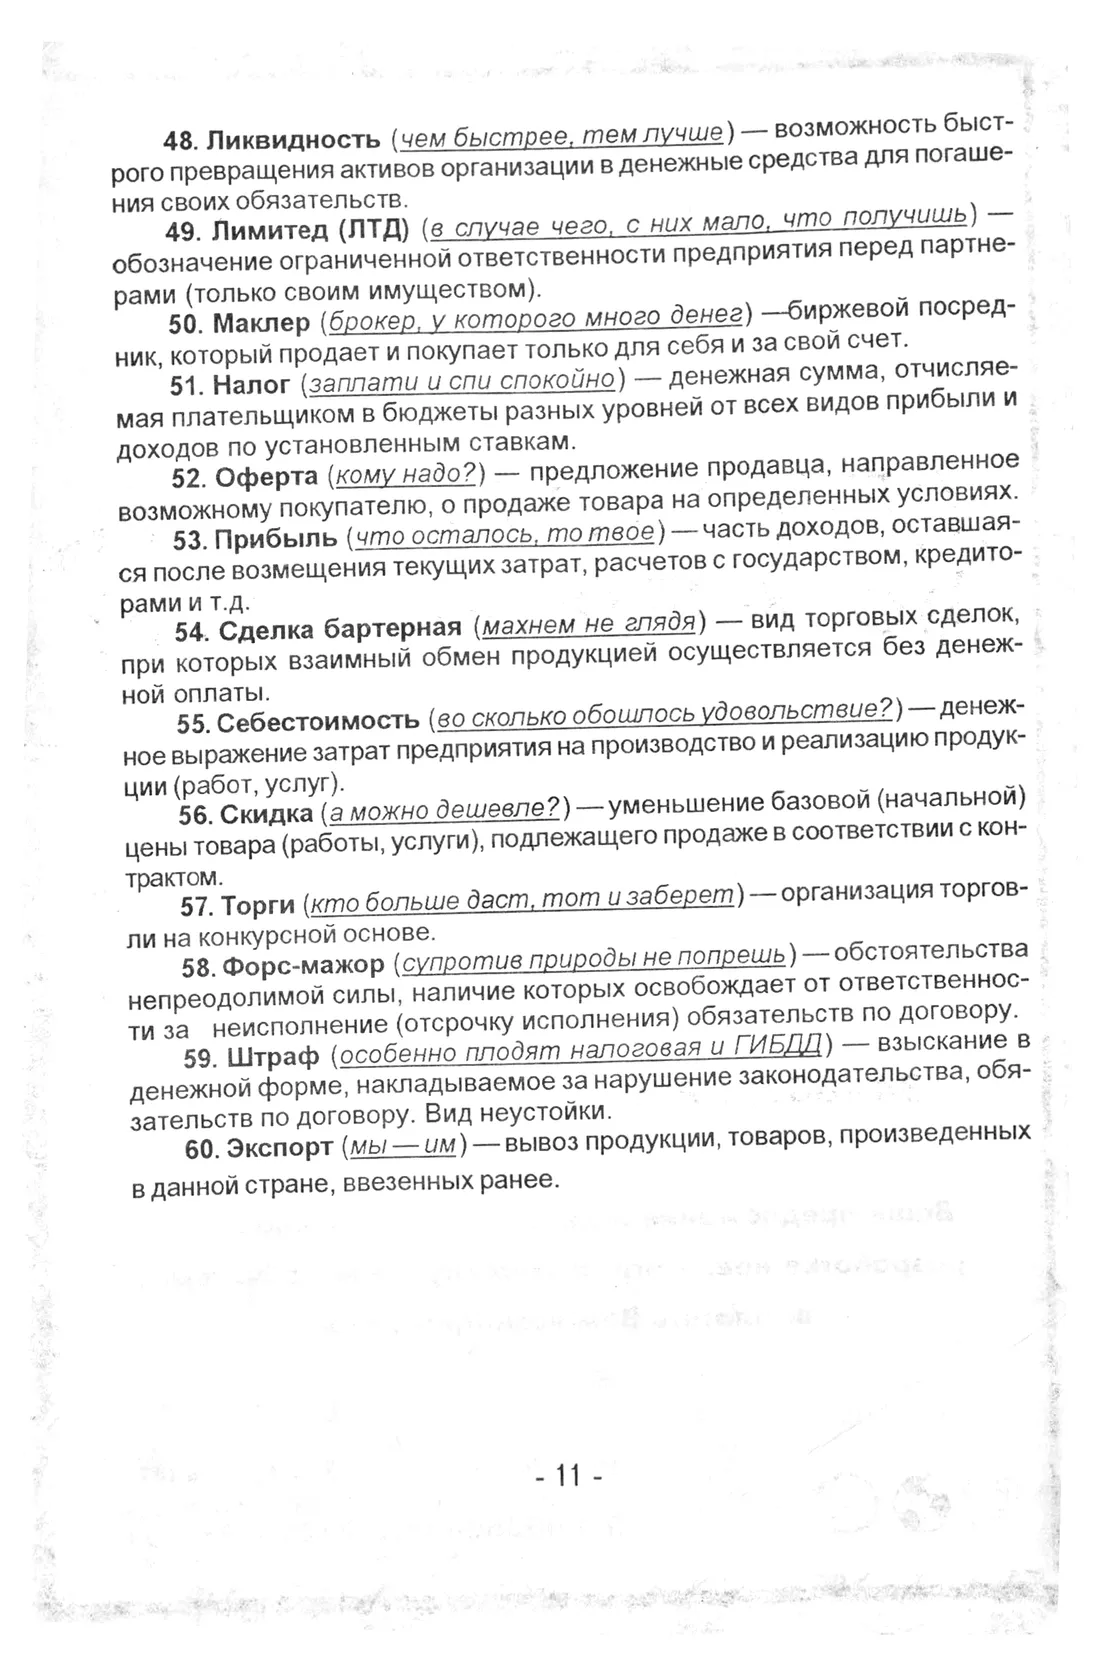 48. Ликвидность (чем быстрее, тем лучше) — возможность быст-
рого превращения активов организации в денежные средства для погаше-
ния своих обязательств.
49. Лимитед (ЛТД) (в случае чего, с них мало, что получишь) —
обозначение ограниченной ответственности предприятия перед партне-
рами (только своим имуществом).
50. Маклер (брокер, у которого много денег) —биржевой посред-
ник, который продает и покупает только для себя и за свой счет.
51. Налог (заплати и спи спокойно) — денежная сумма, отчисляе-
мая плательщиком в бюджеты разных уровней от всех видов прибыли и
доходов по установленным ставкам.
52. Оферта (кому надо?) — предложение продавца, направленное
возможному покупателю, о продаже товара на определенных условиях.
53. Прибыль (что осталось, то твое) — часть доходов, оставшая-
ся после возмещения текущих затрат, расчетов с государством, кредито-
рами и т.д.
54. Сделка бартерная (махнем не глядя) — вид торговых сделок,
при которых взаимный обмен продукцией осуществляется без денеж-
ной оплаты.
55. Себестоимость (во сколько обошлось удовольствие?) — денеж-
ное выражение затрат предприятия на производство и реализацию продук-
ции (работ, услуг).
56. Скидка (а можно дешевле?) — уменьшение базовой (начальной)
цены товара (работы, услуги), подлежащего продаже в соответствии с кон-
трактом.
57. Торги (кто больше даст, тот и заберет) — организация торгов-
ли на конкурсной основе.
58. Форс-мажор (супротив природы не попрешь) — обстоятельства
непреодолимой силы, наличие которых освобождает от ответственнос-
ти за неисполнение (отсрочку исполнения) обязательств по договору.
59. Штраф (особенно плодят налоговая и ГИБДД) — взыскание в
денежной форме, накладываемое за нарушение законодательства, обя-
зательств по договору. Вид неустойки.
60. Экспорт (мы — им) — вывоз продукции, товаров, произведенных
в данной стране, ввезенных ранее.
- 11 -